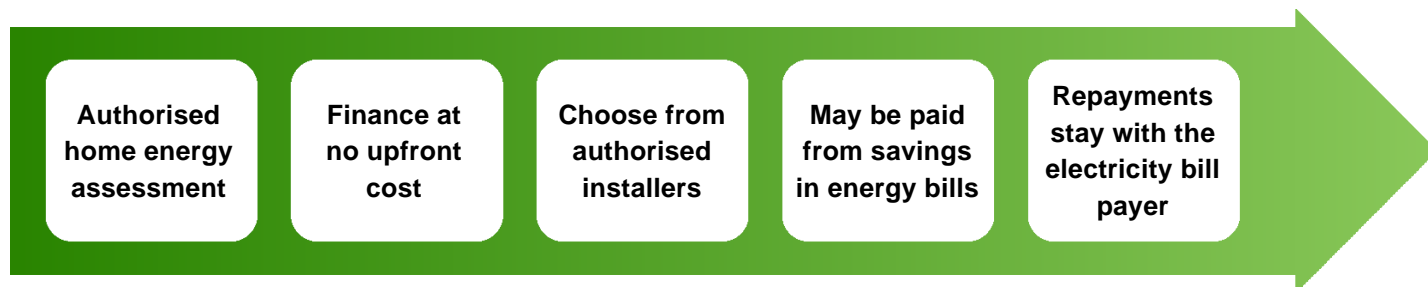 Authorised
home energy
assessment
Finance at
no upfront
cost
Choose from
authorised
installers
May be paid
from savings
in energy bills
Repayments
stay with the
electricity bill
payer